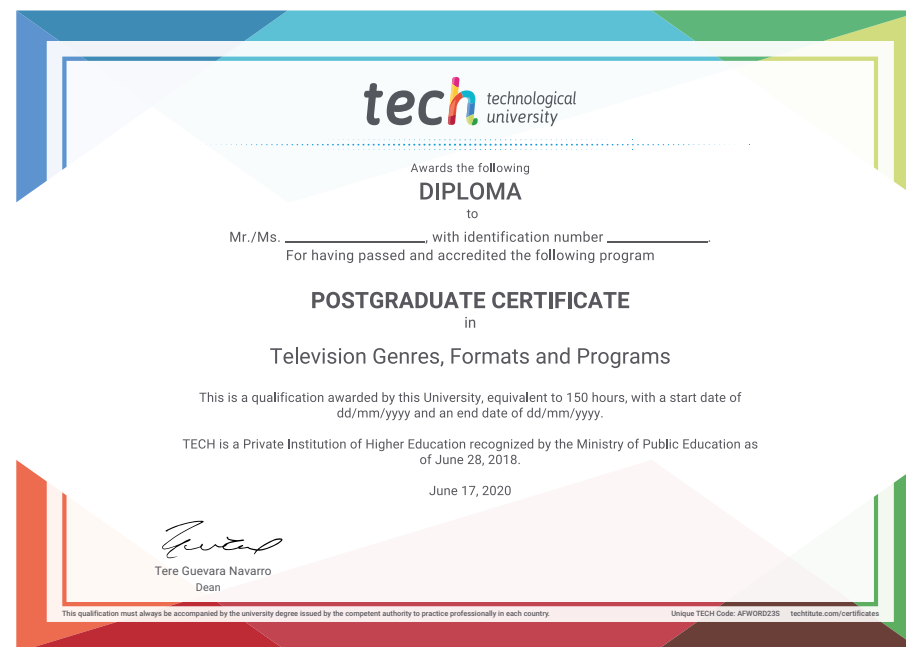 tech technological
university
Awards the following
DIPLOMA
to
Mr./Ms. ____________________, with identification number ______________.
For having passed and accredited the following program
POSTGRADUATE CERTIFICATE
in
Television Genres, Formats and Programs
This is a qualification awarded by this University, equivalent to 150 hours, with a start date of
dd/mm/yyyy and an end date of dd/mm/yyyy.
TECH is a Private Institution of Higher Education recognized by the Ministry of Public Education as
of June 28, 2018.
June 17, 2020
Tere Guevara Navarro
Dean
This qualification must always be accompanied by the university degree issued by the competent authority to practice professionally in each country. Unique TECH Code: AFWORD23S techtitute.com/certificates